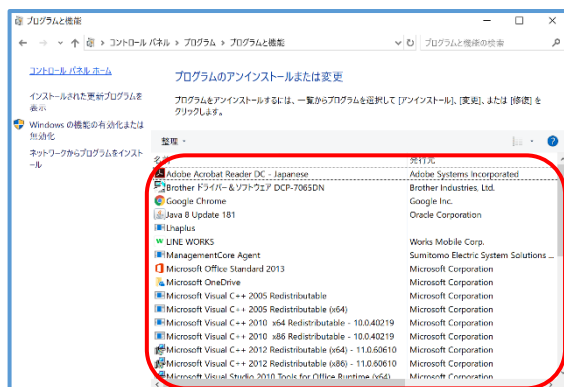 プログラムと機能
コントロール パネル > プログラム > プログラムと機能
プログラムと機能の検索
コントロール パネル ホーム
インストールされた更新プログラムを
表示
Windows の機能の有効化または
無効化
ネットワークからプログラムをインスト
ール
プログラムのアンインストールまたは変更
プログラムをアンインストールするには、一覧からプログラムを選択して [アンインストール]、[変更]、または [修復] を
クリックします。
整理
名前 発行元
Adobe Acrobat Reader DC - Japanese Adobe Systems Incorporated
Brother ドライバー＆ソフトウェア DCP-7065DN Brother Industries, Ltd.
Google Chrome Google Inc.
Java 8 Update 181 Oracle Corporation
Lhaplus
LINE WORKS Works Mobile Corp.
ManagementCore Agent Sumitomo Electric System Solutions ...
Microsoft Office Standard 2013 Microsoft Corporation
Microsoft OneDrive Microsoft Corporation
Microsoft Visual C++ 2005 Redistributable Microsoft Corporation
Microsoft Visual C++ 2005 Redistributable (x64) Microsoft Corporation
Microsoft Visual C++ 2010 x64 Redistributable - 10.0.40219 Microsoft Corporation
Microsoft Visual C++ 2010 x86 Redistributable - 10.0.40219 Microsoft Corporation
Microsoft Visual C++ 2012 Redistributable (x64) - 11.0.60610 Microsoft Corporation
Microsoft Visual C++ 2012 Redistributable (x86) - 11.0.60610 Microsoft Corporation
Microsoft Visual Studio 2010 Tools for Office Runtime (x64) Microsoft Corporation